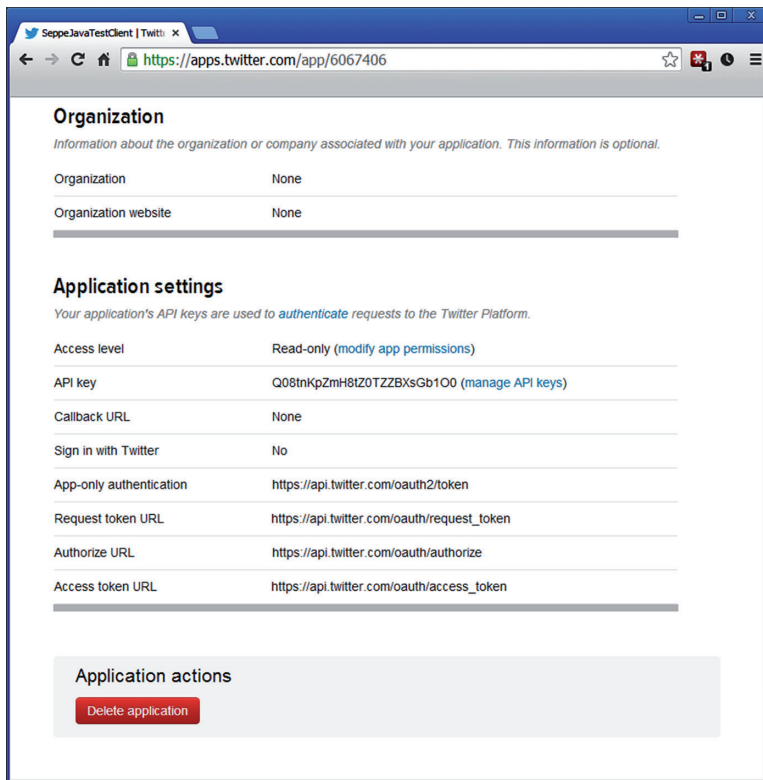 SeppeJavaTestClient | Twitt
https://apps.twitter.com/app/6067406
1
Organization
Information about the organization or company associated with your application. This information is optional.
Organization None
Organization website None
Application settings
Your application's API keys are used to authenticate requests to the Twitter Platform.
Access level Read-only (modify app permissions)
API key Q08tnKpZmH8tZ0TZZBXsGb1O0 (manage API keys)
Callback URL None
Sign in with Twitter No
App-only authentication https://api.twitter.com/oauth2/token
Request token URL https://api.twitter.com/oauth/request_token
Authorize URL https://api.twitter.com/oauth/authorize
Access token URL https://api.twitter.com/oauth/access_token
Application actions
Delete application